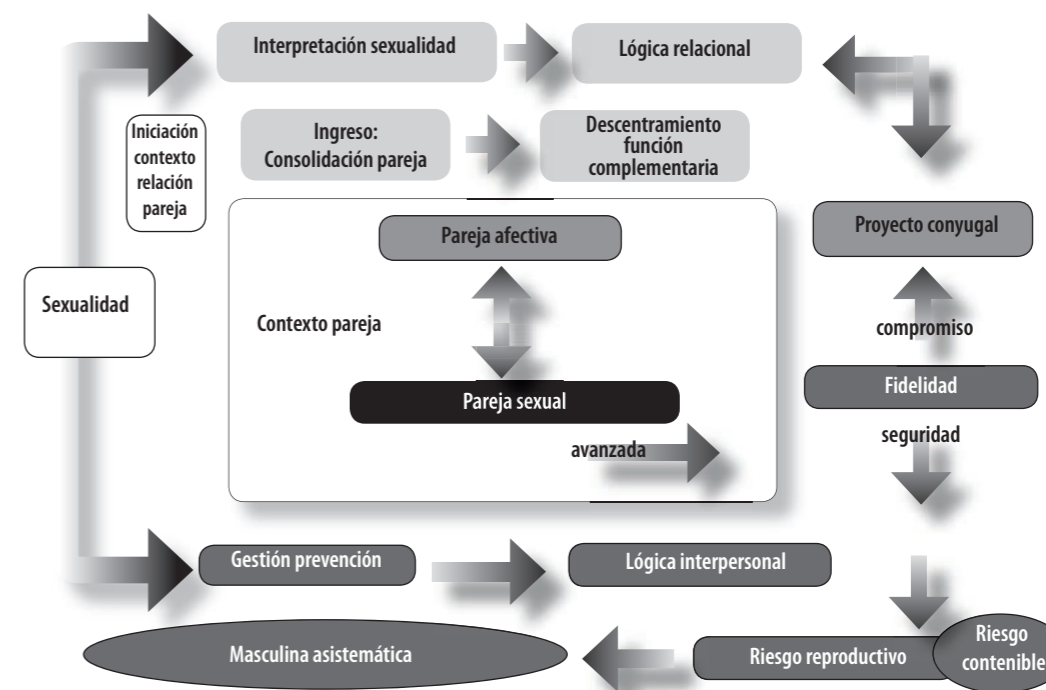 Interpretación sexualidad
Lógica relacional
Iniciación
contexto
relación
pareja
Ingreso:
Consolidación pareja
Descentramiento
función
complementaria
Pareja afectiva
Proyecto conyugal
Sexualidad
Contexto pareja
compromiso
Pareja sexual
Fidelidad
avanzada
seguridad
Gestión prevención
Lógica interpersonal
Masculina asistemática
Riesgo reproductivo
Riesgo
contenible